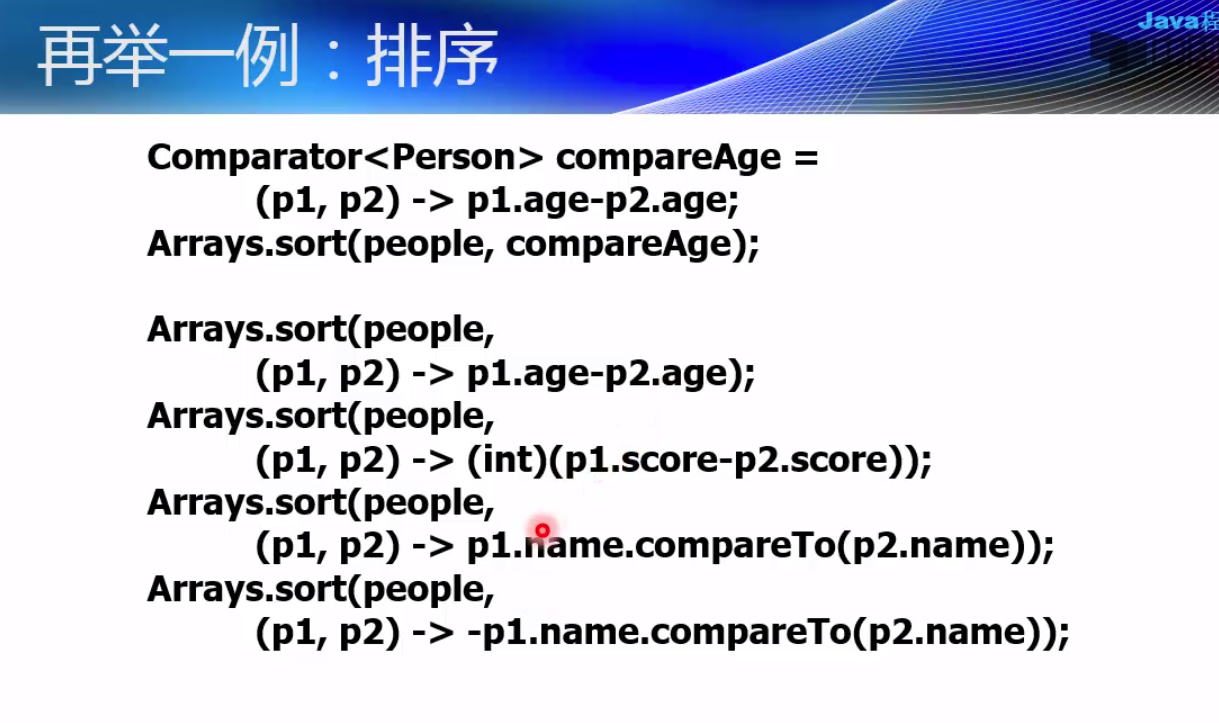 Java程
再举一例：排序
Comparator<Person> compareAge =
(p1, p2) -> p1.age-p2.age;
Arrays.sort(people, compareAge);
Arrays.sort(people,
(p1, p2) -> p1.age-p2.age);
Arrays.sort(people,
(p1, p2) -> (int)(p1.score-p2.score));
Arrays.sort(people,
(p1, p2) -> p1.name.compareTo(p2.name));
Arrays.sort(people,
(p1, p2) -> -p1.name.compareTo(p2.name));